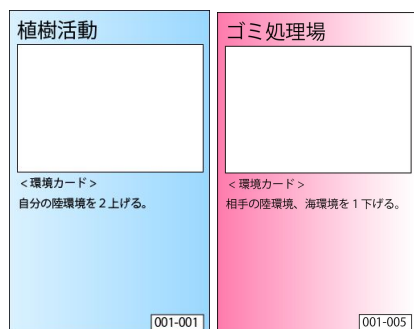 植樹活動
＜環境カード＞
自分の陸環境を２上げる。
001-001
ゴミ処理場
＜環境カード＞
相手の陸環境、海環境を１下げる。
001-005